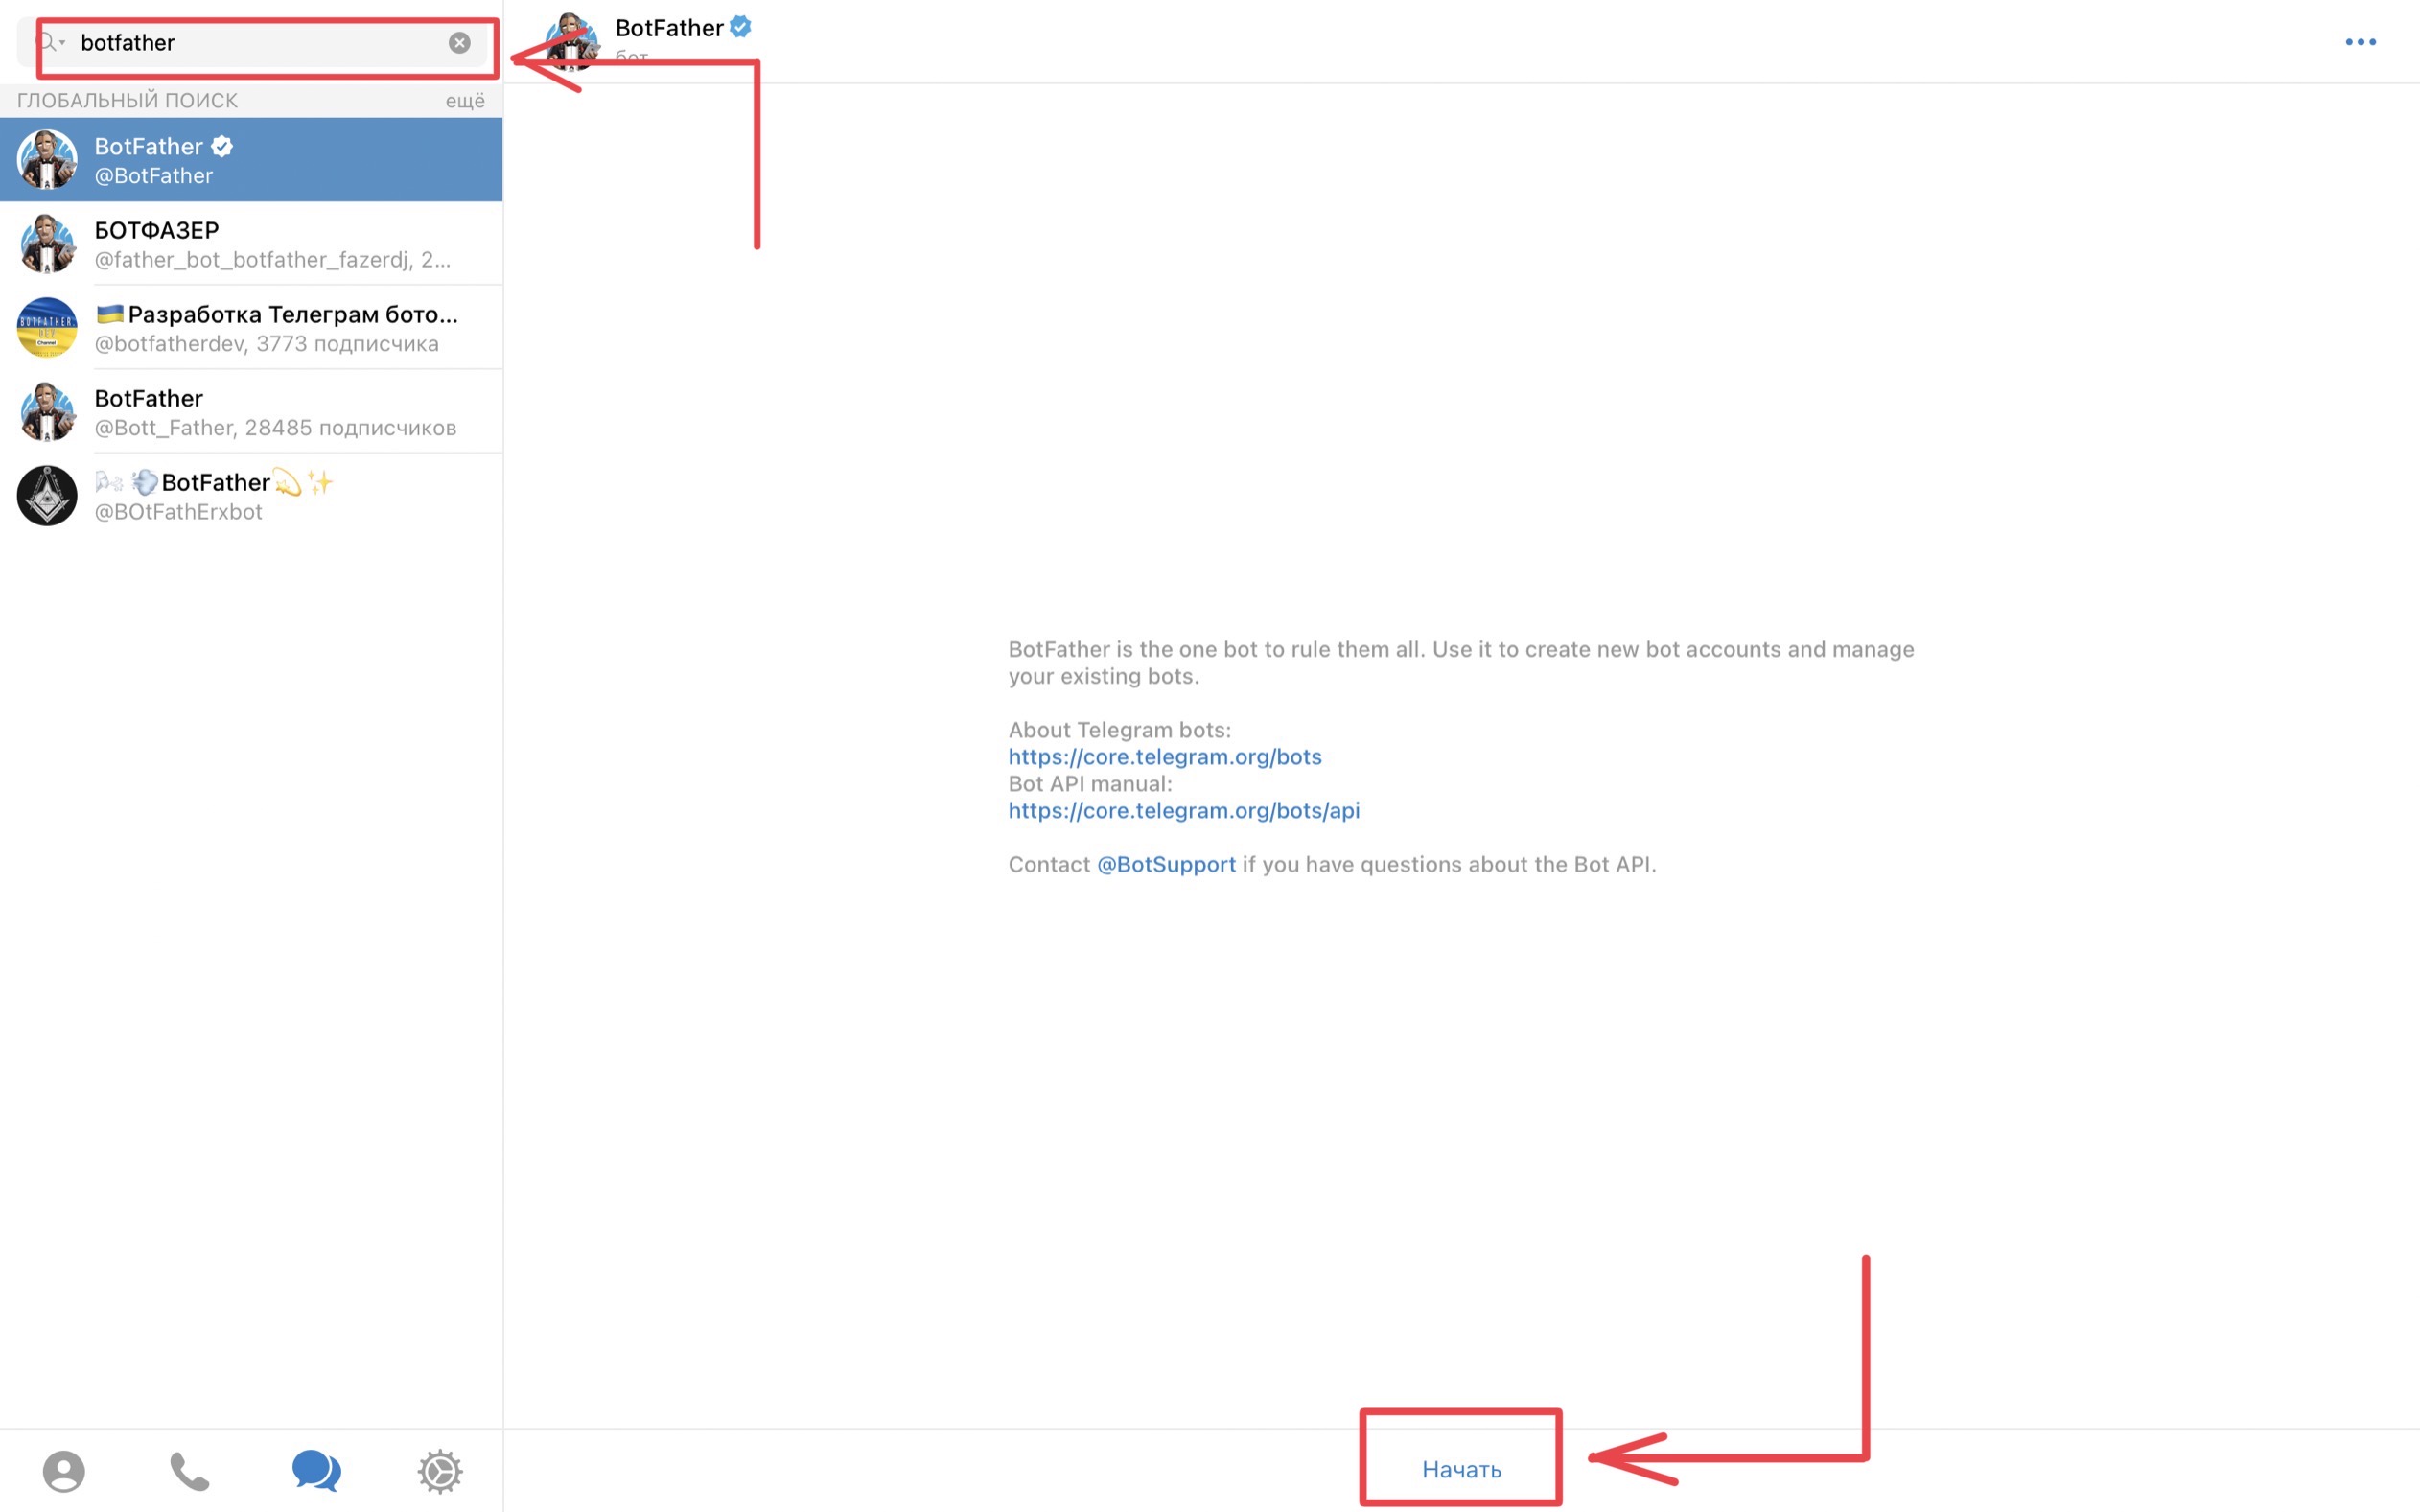 botfather
ГЛОБАЛЬНЫЙ ПОИСК ещё
BotFather
@BotFather
БОТФАЗЕР
@father_bot_botfather_fazerdj, 2...
🇺🇦Разработка Телеграм бото...
@botfatherdev, 3773 подписчика
BotFather
@Bott_Father, 28485 подписчиков
🌬💨BotFather💫✨
@BOtFathErxbot
BotFather
бот
BotFather is the one bot to rule them all. Use it to create new bot accounts and manage
your existing bots.
About Telegram bots:
https://core.telegram.org/bots
Bot API manual:
https://core.telegram.org/bots/api
Contact @BotSupport if you have questions about the Bot API.
Начать